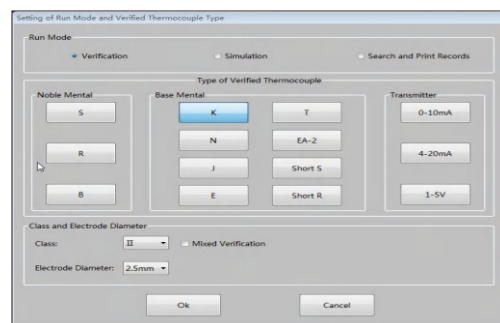 Setting of Run Mode and Verified Thermocouple Type
Run Mode
Verification
Simulation
Search and Print Records
Type of Verified Thermocouple
Noble Mental
S
R
B
Base Mental
K
T
N
EA-2
J
Short S
E
Short R
Transmitter
0-10mA
4-20mA
1-5V
Class and Electrode Diameter
Class: II Mixed Verification
Electrode Diameter: 2.5mm
Ok
Cancel